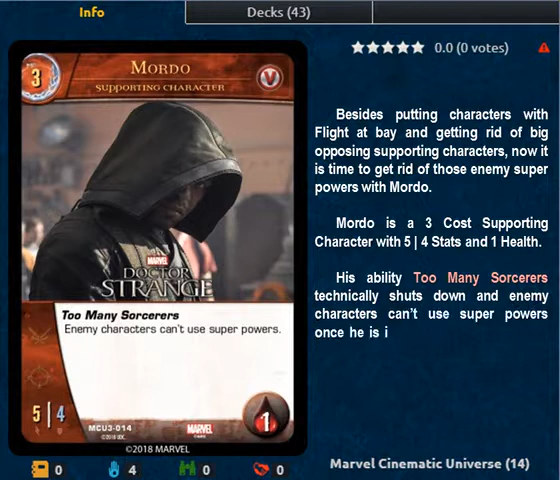 Info
Decks (43)
3
MORDO
SUPPORTING CHARACTER
V
MARVEL
DOCTOR
STRANGE
Too Many Sorcerers
Enemy characters can't use super powers.
5 | 4
MCU3-014
©2018 UDC.
MARVEL
1
©2018 MARVEL
0
4
0
0
0.0 (0 votes)
Besides putting characters with
Flight at bay and getting rid of big
opposing supporting characters, now it
is time to get rid of those enemy super
powers with Mordo.
Mordo is a 3 Cost Supporting
Character with 5 | 4 Stats and 1 Health.
His ability Too Many Sorcerers
technically shuts down and enemy
characters can't use super powers
once he is i
Marvel Cinematic Universe (14)